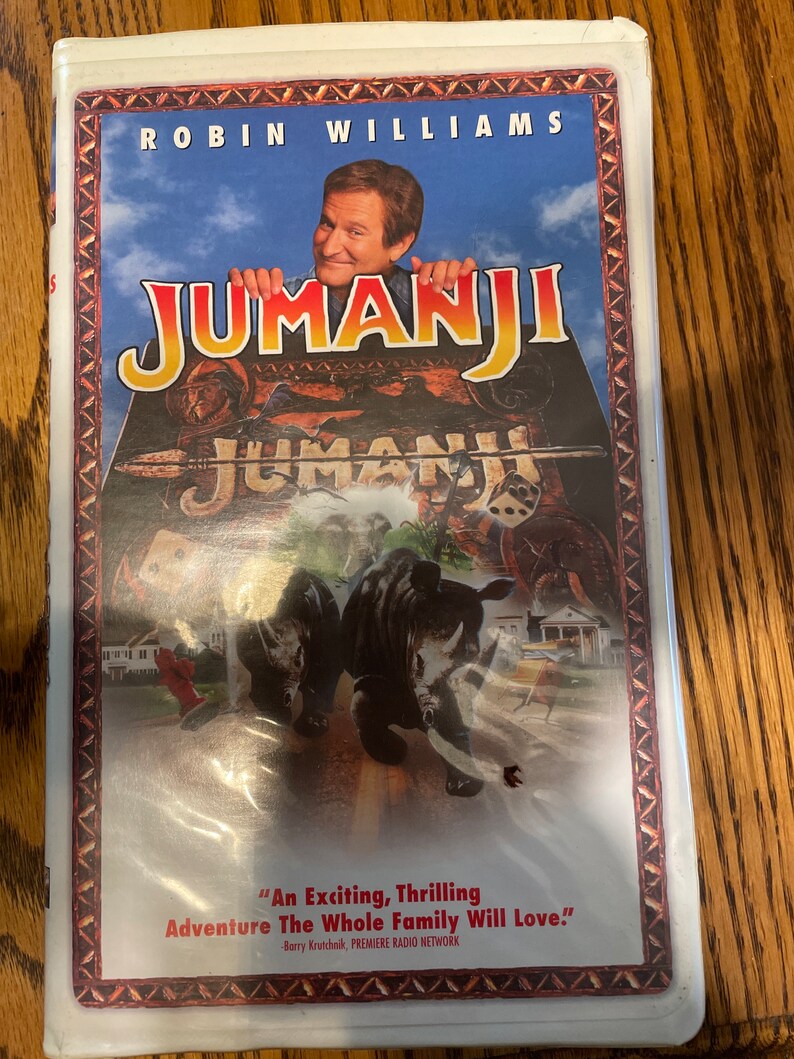 ROBIN WILLIAMS
JUMANJI
JUMANJI
"An Exciting, Thrilling
Adventure The Whole Family Will Love."
-Barry Krutchnik, PREMIERE RADIO NETWORK